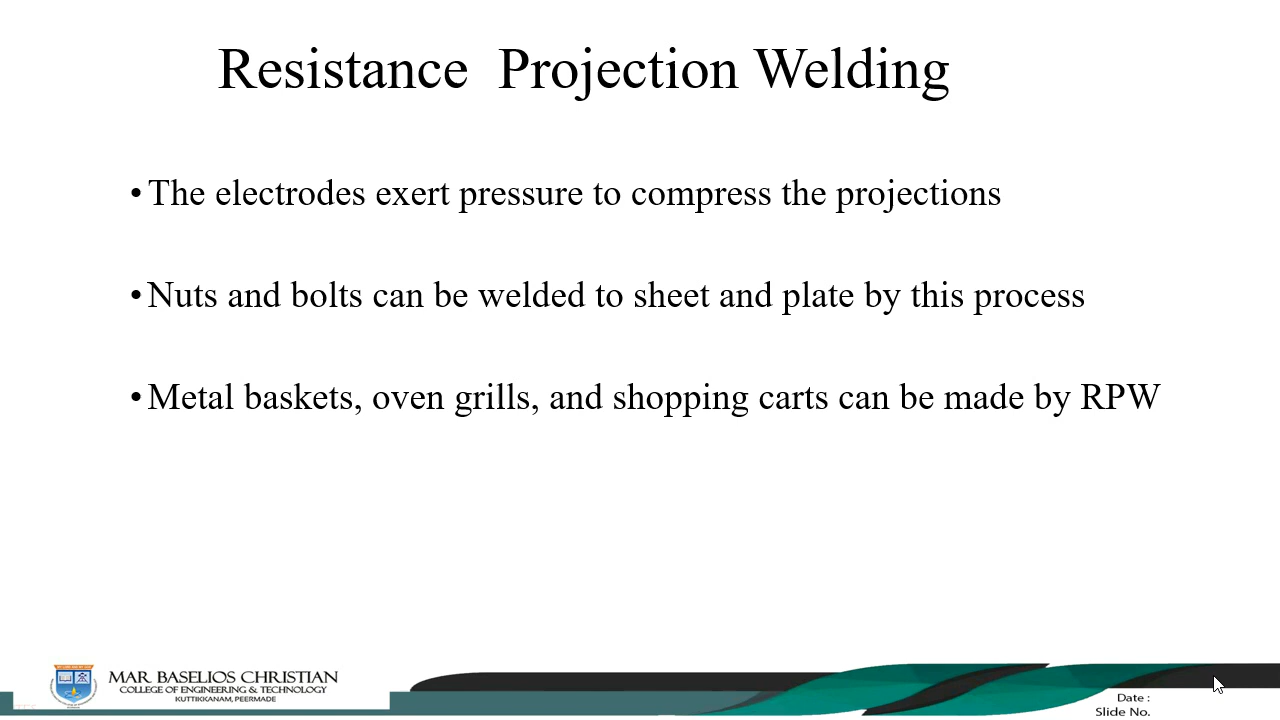 Resistance  Projection Welding
• The electrodes exert pressure to compress the projections
• Nuts and bolts can be welded to sheet and plate by this process
• Metal baskets, oven grills, and shopping carts can be made by RPW
MAR BASELIOS CHRISTIAN
COLLEGE OF ENGINEERING & TECHNOLOGY
KUTTIKKANAM, PEERMADE
Date :
Slide No.